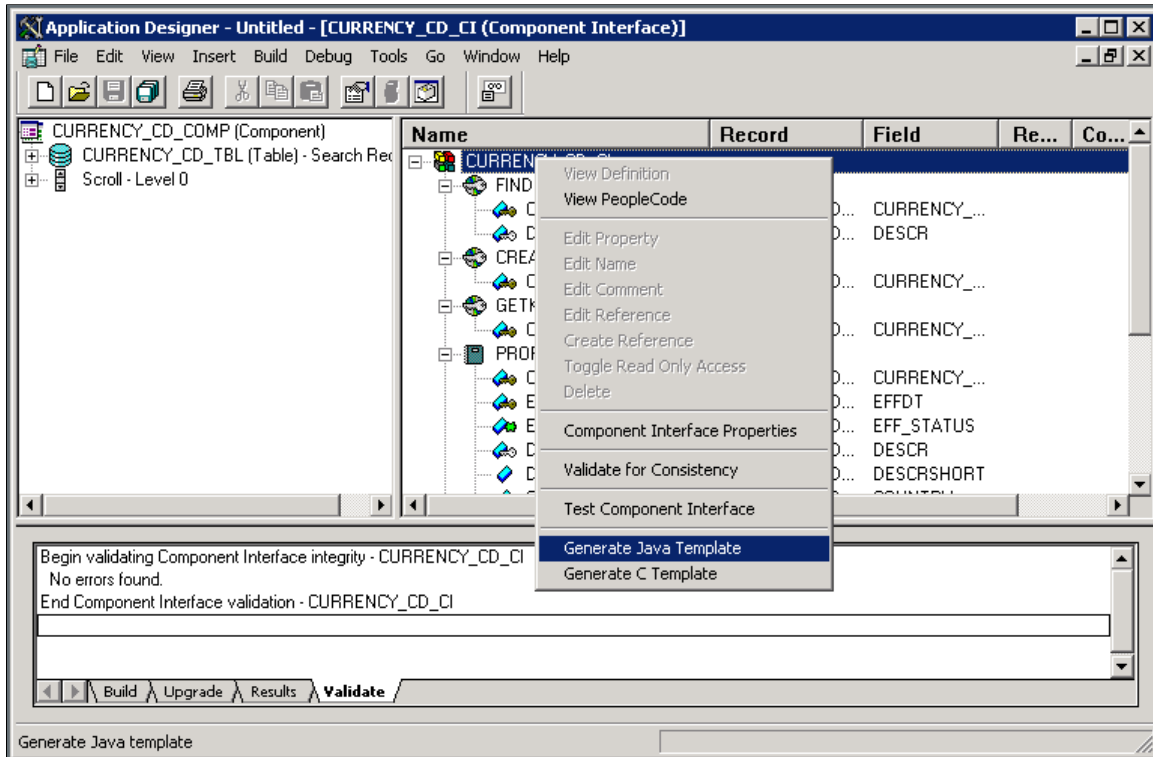 Application Designer - Untitled - [CURRENCY_CD_CI (Component Interface)]
File Edit View Insert Build Debug Tools Go Window Help
CURRENCY_CD_COMP (Component)
CURRENCY_CD_TBL (Table) - Search Rec
Scroll - Level 0
Name Record Field Re... Co...
CURRENCY_CD_CI
FIND
C D... CURRENCY_...
D D... DESCR
CREA
C D... CURRENCY_...
GETK
C D... CURRENCY_...
PROP
C D... CURRENCY_...
E D... EFFDT
E D... EFF_STATUS
D D... DESCR
D D... DESCRSHORT
View Definition
View PeopleCode
Edit Property
Edit Name
Edit Comment
Edit Reference
Create Reference
Toggle Read Only Access
Delete
Component Interface Properties
Validate for Consistency
Test Component Interface
Generate Java Template
Generate C Template
Begin validating Component Interface integrity - CURRENCY_CD_CI
No errors found.
End Component Interface validation - CURRENCY_CD_CI
Build Upgrade Results Validate
Generate Java template